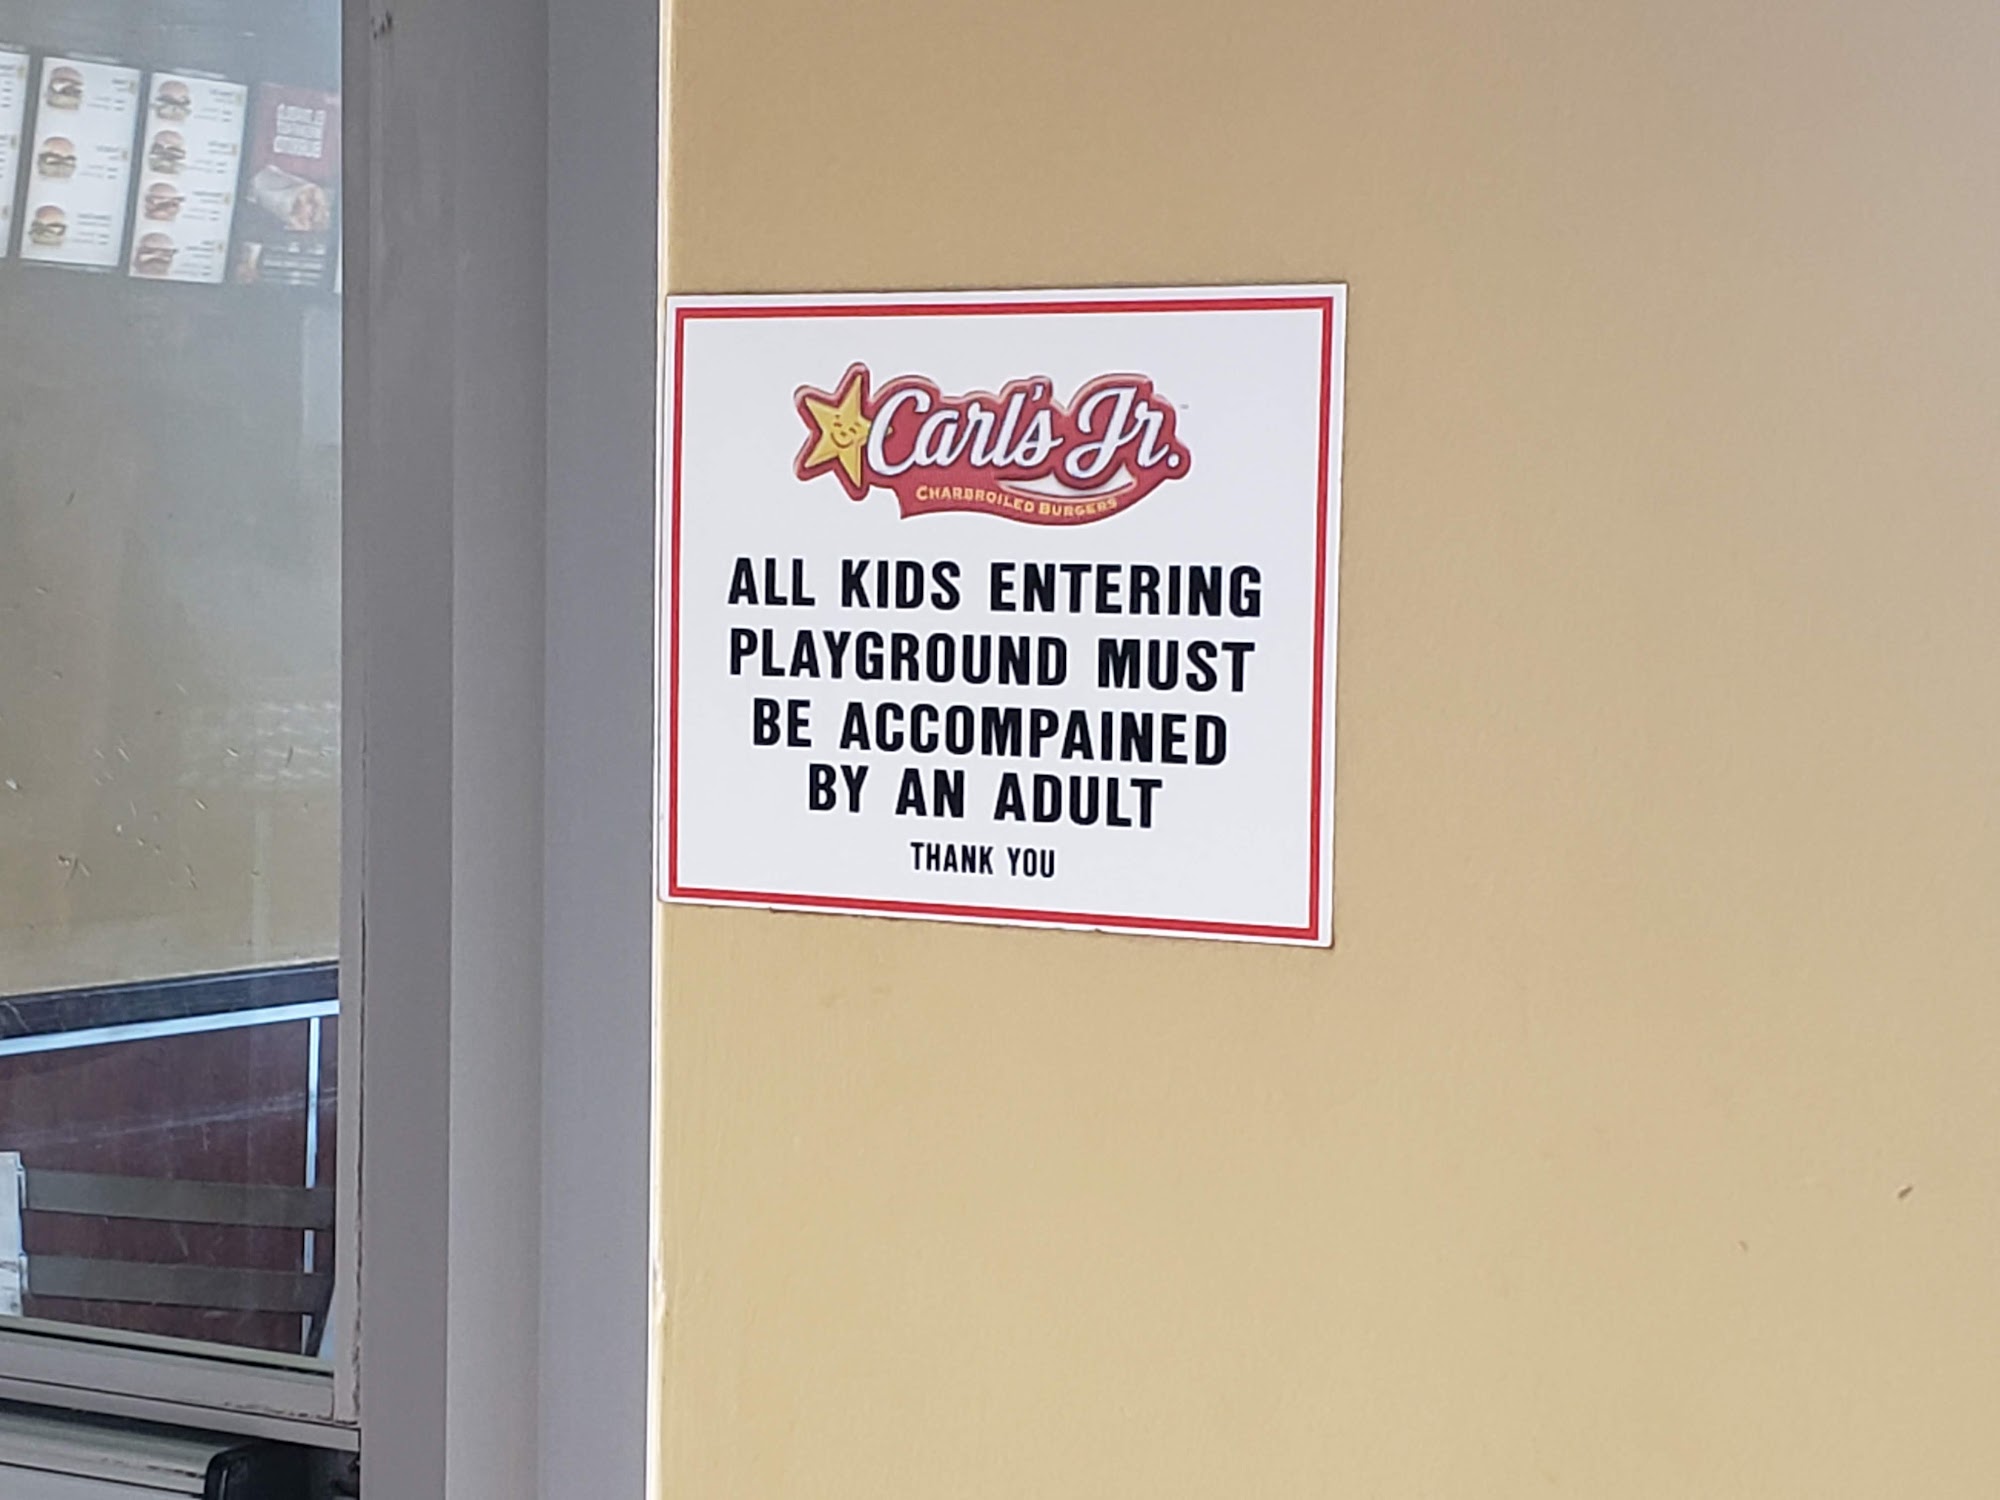 Carl's Jr.
CHARBROILED BURGERS
ALL KIDS ENTERING
PLAYGROUND MUST
BE ACCOMPAINED
BY AN ADULT
THANK YOU